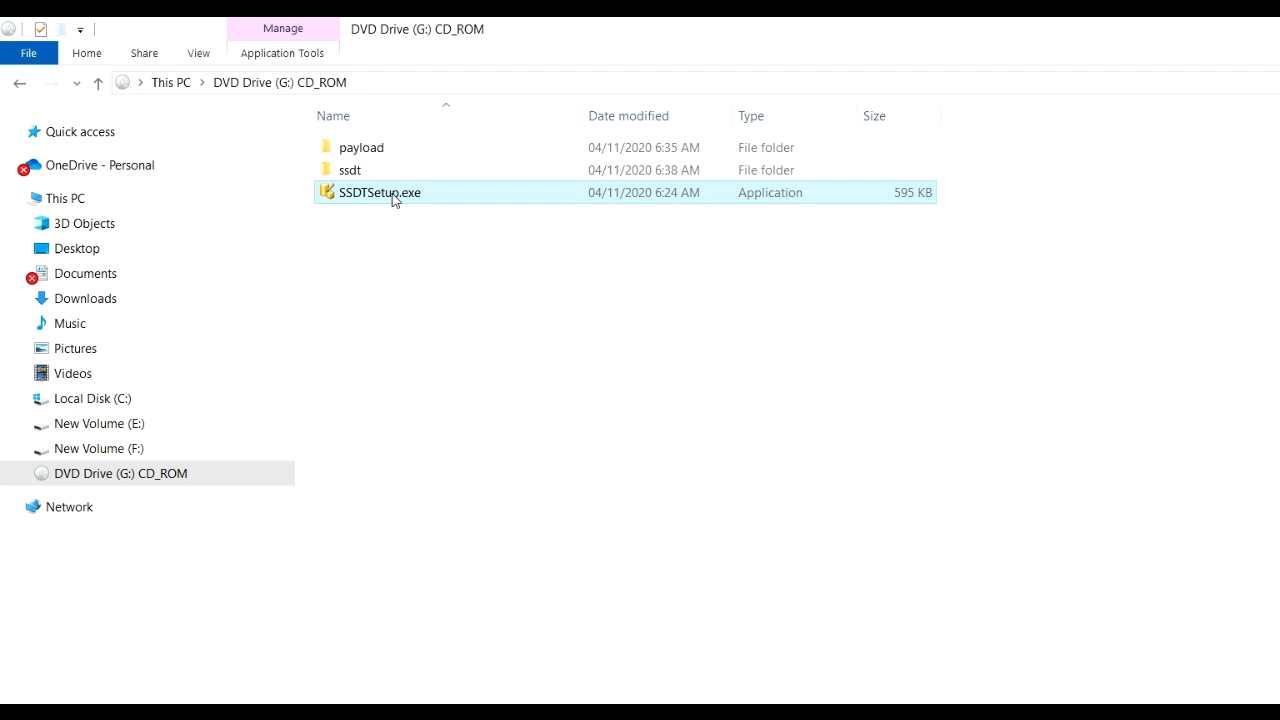 Manage
DVD Drive (G:) CD_ROM
File
Home
Share
View
Application Tools
This PC > DVD Drive (G:) CD_ROM
Name
Date modified
Type
Size
Quick access
OneDrive - Personal
This PC
3D Objects
Desktop
Documents
Downloads
Music
Pictures
Videos
Local Disk (C:)
New Volume (E:)
New Volume (F:)
DVD Drive (G:) CD_ROM
Network
payload 04/11/2020 6:35 AM File folder
ssdt 04/11/2020 6:38 AM File folder
SSDTSetup.exe 04/11/2020 6:24 AM Application 595 KB